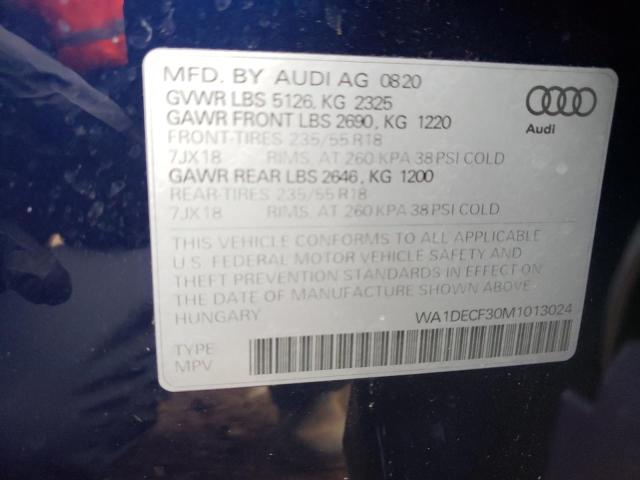 MFD. BY AUDI AG 0820
GVWR LBS 5126, KG 2325
GAWR FRONT LBS 2690, KG 1220
FRONT-TIRES 235/55 R18
7JX18 RIMS, AT 260 KPA 38 PSI COLD
GAWR REAR LBS 2646, KG 1200
REAR-TIRES 235/55 R18
7JX18 RIMS, AT 260 KPA 38 PSI COLD
Audi
THIS VEHICLE CONFORMS TO ALL APPLICABLE
U.S. FEDERAL MOTOR VEHICLE SAFETY AND
THEFT PREVENTION STANDARDS IN EFFECT ON
THE DATE OF MANUFACTURE SHOWN ABOVE.
HUNGARY WA1DECF30M1013024
TYPE
MPV